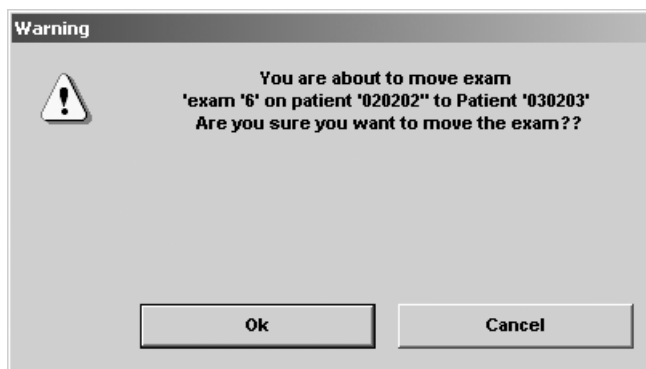 Warning
You are about to move exam
'exam '6' on patient '020202'' to Patient '030203'
Are you sure you want to move the exam??
Ok
Cancel